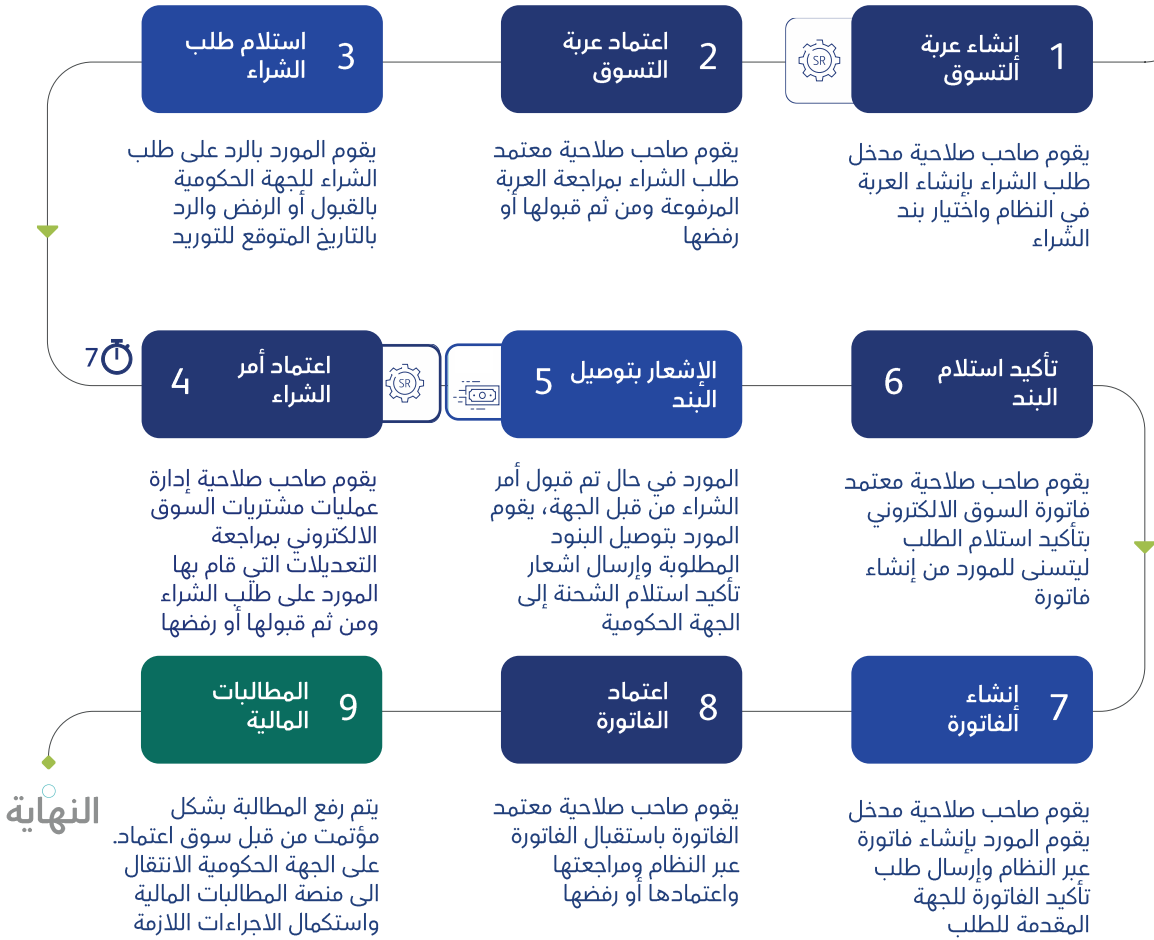 1
إنشاء عربة
التسوق
SR
يقوم صاحب صلاحية مدخل
طلب الشراء بإنشاء العربة
في النظام واختيار بند
الشراء
2
اعتماد عربة
التسوق
يقوم صاحب صلاحية معتمد
طلب الشراء بمراجعة العربة
المرفوعة ومن ثم قبولها أو
رفضها
3
استلام طلب
الشراء
يقوم المورد بالرد على طلب
الشراء للجهة الحكومية
بالقبول أو الرفض والرد
بالتاريخ المتوقع للتوريد
7
4
اعتماد أمر
الشراء
SR
يقوم صاحب صلاحية إدارة
عمليات مشتريات السوق
الالكتروني بمراجعة
التعديلات التي قام بها
المورد على طلب الشراء
ومن ثم قبولها أو رفضها
5
الإشعار بتوصيل
البند
المورد في حال تم قبول أمر
الشراء من قبل الجهة، يقوم
المورد بتوصيل البنود
المطلوبة وإرسال اشعار
تأكيد استلام الشحنة إلى
الجهة الحكومية
6
تأكيد استلام
البند
يقوم صاحب صلاحية معتمد
فاتورة السوق الالكتروني
بتأكيد استلام الطلب
ليتسنى للمورد من إنشاء
فاتورة
7
إنشاء
الفاتورة
يقوم صاحب صلاحية مدخل
يقوم المورد بإنشاء فاتورة
عبر النظام وإرسال طلب
تأكيد الفاتورة للجهة
المقدمة للطلب
8
اعتماد
الفاتورة
يقوم صاحب صلاحية معتمد
الفاتورة باستقبال الفاتورة
عبر النظام ومراجعتها
واعتمادها أو رفضها
9
المطالبات
المالية
يتم رفع المطالبة بشكل
مؤتمت من قبل سوق اعتماد.
على الجهة الحكومية الانتقال
الى منصة المطالبات المالية
واستكمال الاجراءات اللازمة
النهاية